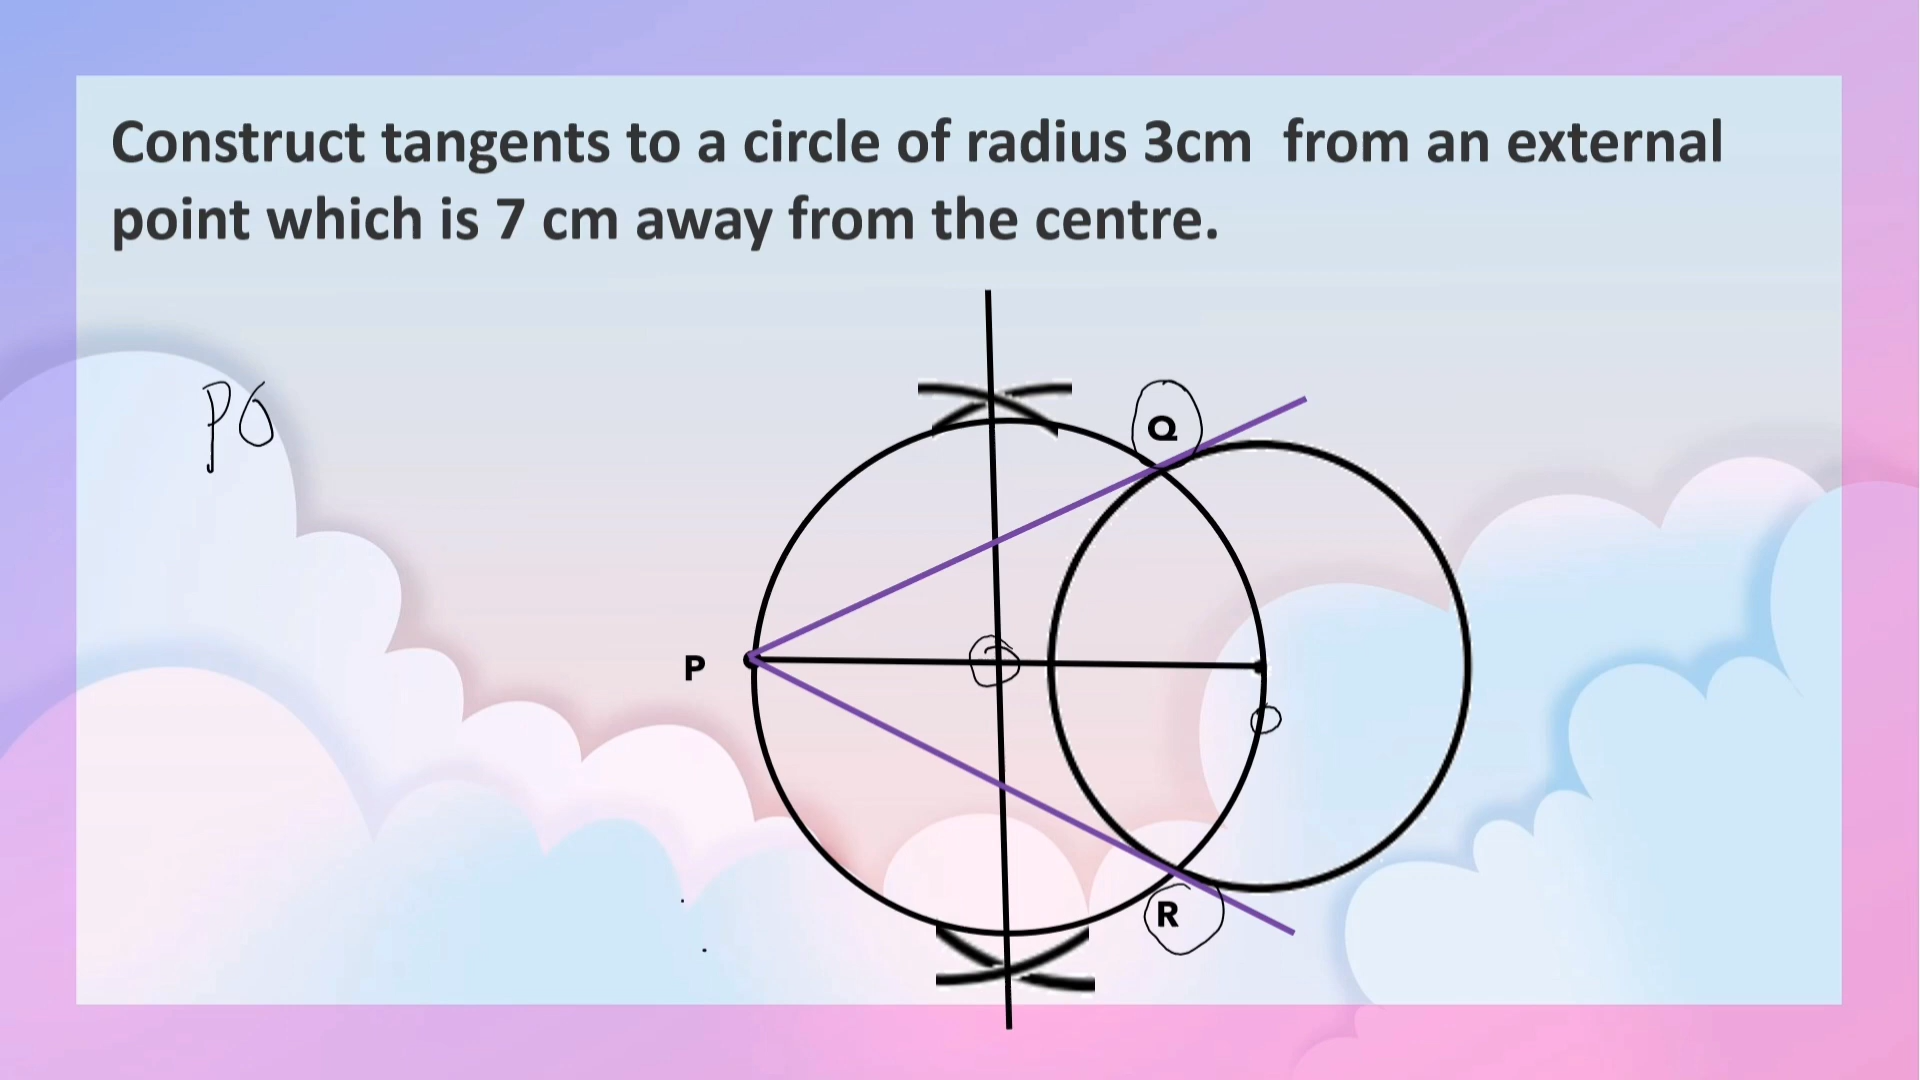 Construct tangents to a circle of radius 3cm from an external
point which is 7 cm away from the centre.
Q
P
O
R